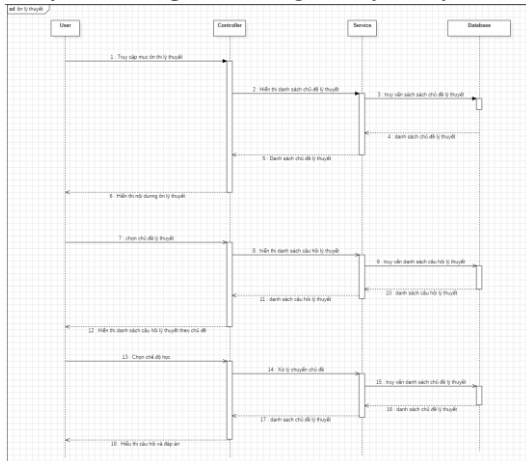 sd ôn lý thuyết
User
Controller
Service
Database
1 : Truy cập mục ôn thi lý thuyết
2 : Hiển thị danh sách chủ đề lý thuyết
3 : truy vấn sách sách chủ đề lý thuyết
4 : danh sách chủ đề lý thuyết
5 : Danh sách chủ đề lý thuyết
6 : Hiển thị nội dương ôn lý thuyết
7 : chọn chủ đề lý thuyết
8 : hiển thị danh sách câu hỏi lý thuyết
9 : truy vấn danh sách câu hỏi lý thuyết
10 : danh sách câu hỏi lý thuyết
11 : danh sách câu hỏi lý thuyết
12 : Hiển thị danh sách câu hỏi lý thuyết theo chủ đề
13 : Chọn chế độ học
14 : Xử lý chuyển chủ đề
15 : truy vấn danh sách chủ đề lý thuyết
16 : danh sách chủ đề lý thuyết
17 : danh sach chủ đề lý thuyết
18 : Hiểu thị câu hỏi và đáp án